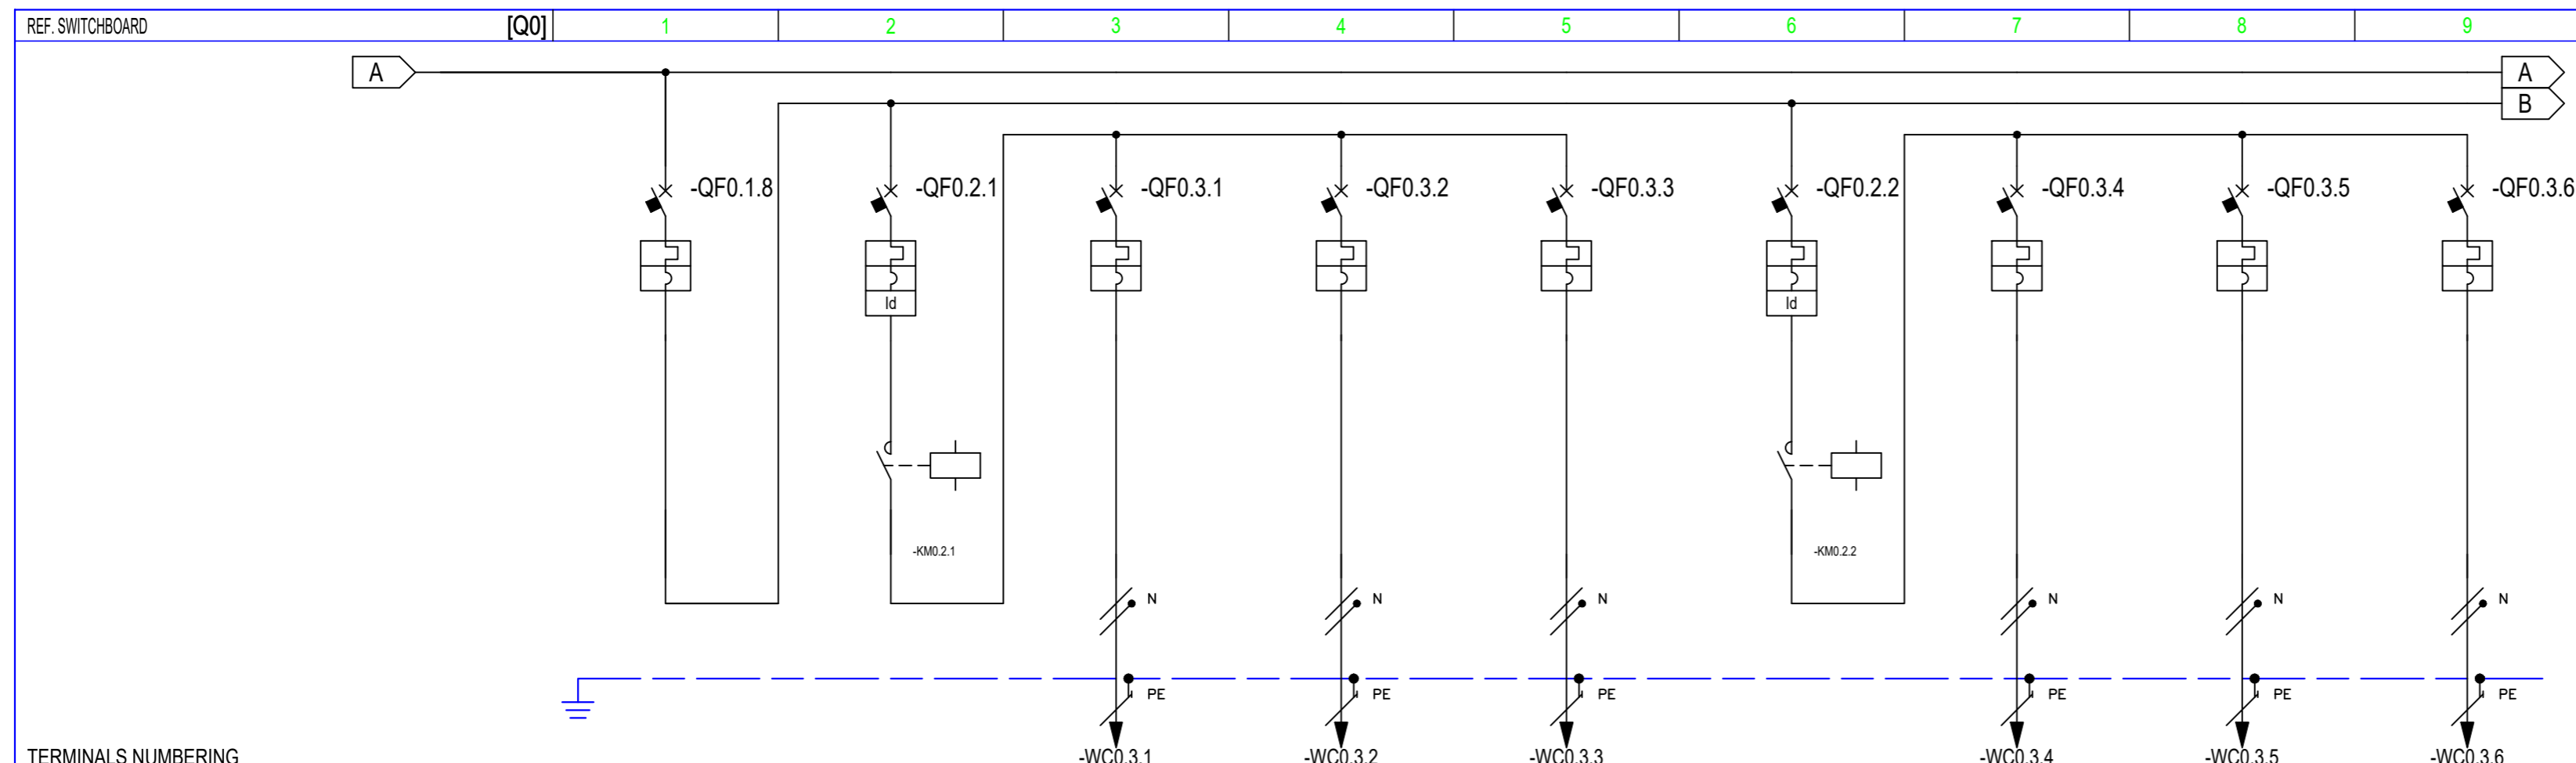 REF. SWITCHBOARD [Q0] 1 2 3 4 5 6 7 8 9
A A
B
-QF0.1.8 -QF0.2.1 -QF0.3.1 -QF0.3.2 -QF0.3.3 -QF0.2.2 -QF0.3.4 -QF0.3.5 -QF0.3.6
Id Id
-KM0.2.1 -KM0.2.2
N N N N N N
PE PE PE PE PE PE
TERMINALS NUMBERING -WC0.3.1 -WC0.3.2 -WC0.3.3 -WC0.3.4 -WC0.3.5 -WC0.3.6